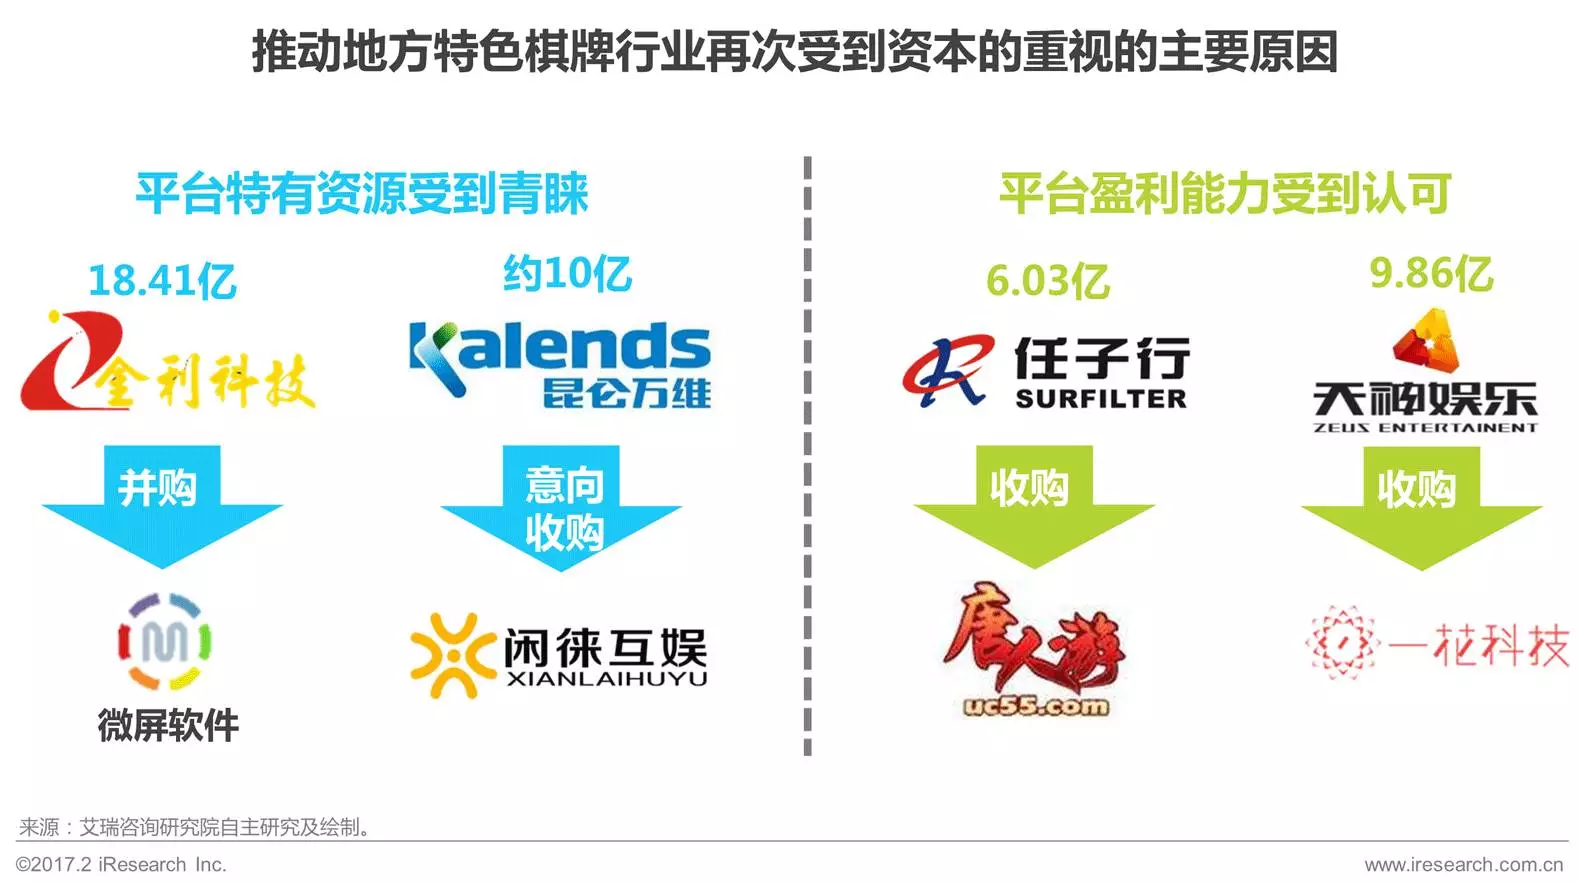 推动地方特色棋牌行业再次受到资本的重视的主要原因
平台特有资源受到青睐
平台盈利能力受到认可
18.41亿
约10亿
6.03亿
9.86亿
金利科技
Kalends
昆仑万维
任子行
SURFILTER
天神娱乐
ZEUS ENTERTAINENT
并购
意向
收购
收购
收购
M
微屏软件
闲徕互娱
XIANLAIHUYU
唐人游
uc55.com
一花科技
来源：艾瑞咨询研究院自主研究及绘制。
©2017.2 iResearch Inc.
www.iresearch.com.cn